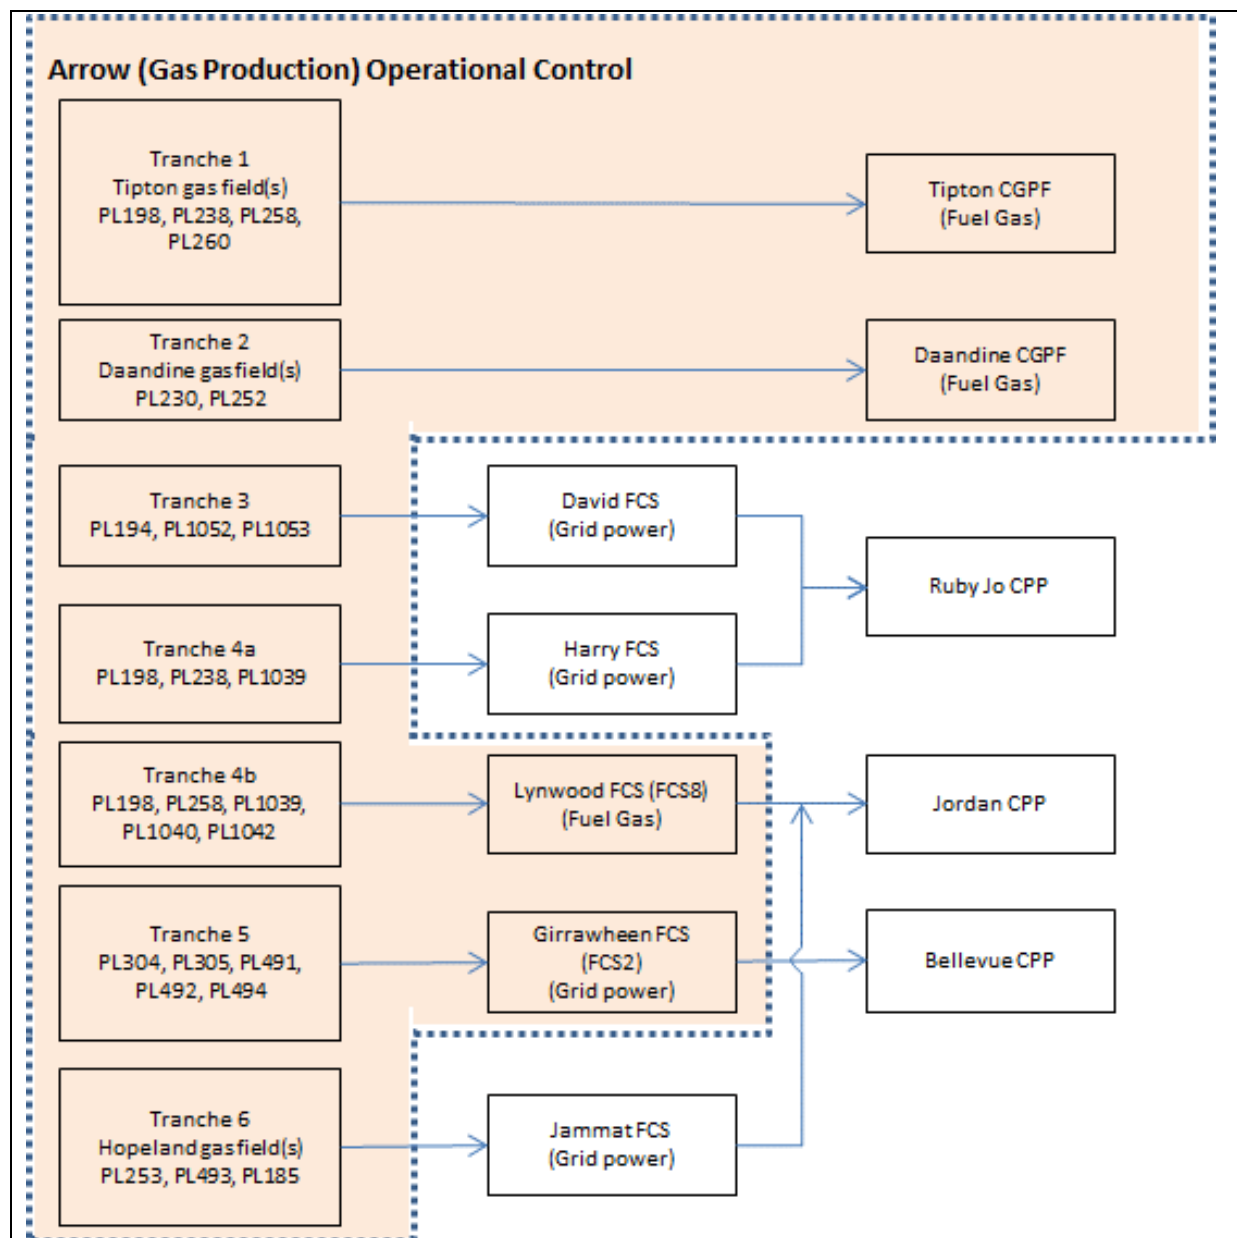 Arrow (Gas Production) Operational Control
Tranche 1
Tipton gas field(s)
PL198, PL238, PL258,
PL260
Tipton CGPF
(Fuel Gas)
Tranche 2
Daandine gas field(s)
PL230, PL252
Daandine CGPF
(Fuel Gas)
Tranche 3
PL194, PL1052, PL1053
David FCS
(Grid power)
Ruby Jo CPP
Tranche 4a
PL198, PL238, PL1039
Harry FCS
(Grid power)
Tranche 4b
PL198, PL258, PL1039,
PL1040, PL1042
Lynwood FCS (FCS8)
(Fuel Gas)
Jordan CPP
Tranche 5
PL304, PL305, PL491,
PL492, PL494
Girrawheen FCS
(FCS2)
(Grid power)
Bellevue CPP
Tranche 6
Hopeland gas field(s)
PL253, PL493, PL185
Jammat FCS
(Grid power)